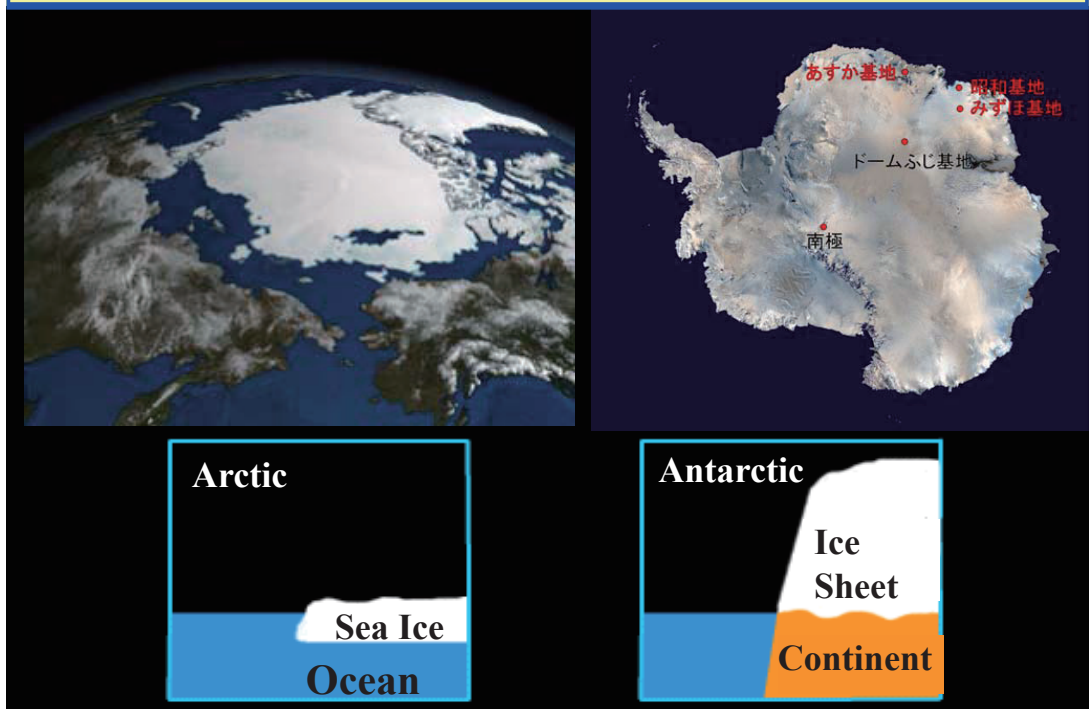 あすか基地
昭和基地
みずほ基地
ドームふじ基地
南極
Arctic
Sea Ice
Ocean
Antarctic
Ice
Sheet
Continent